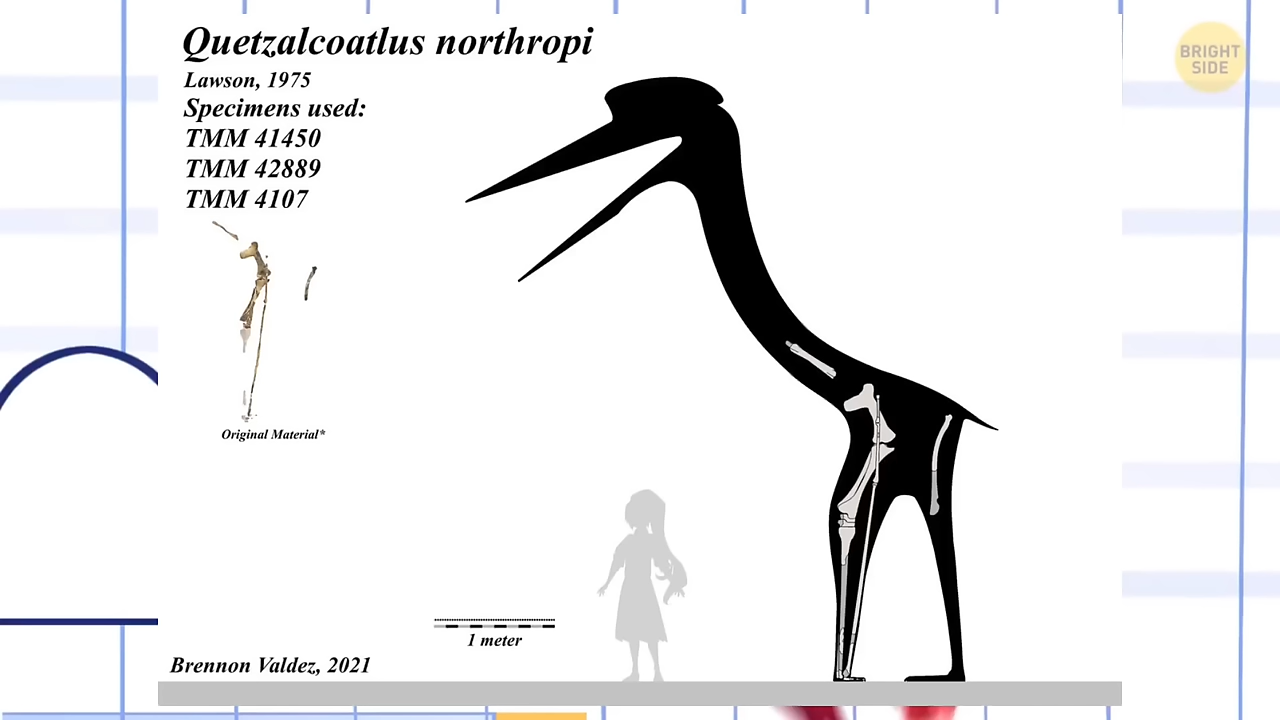 Quetzalcoatlus northropi
Lawson, 1975
Specimens used:
TMM 41450
TMM 42889
TMM 4107
Original Material*
1 meter
Brennon Valdez, 2021
BRIGHT
SIDE